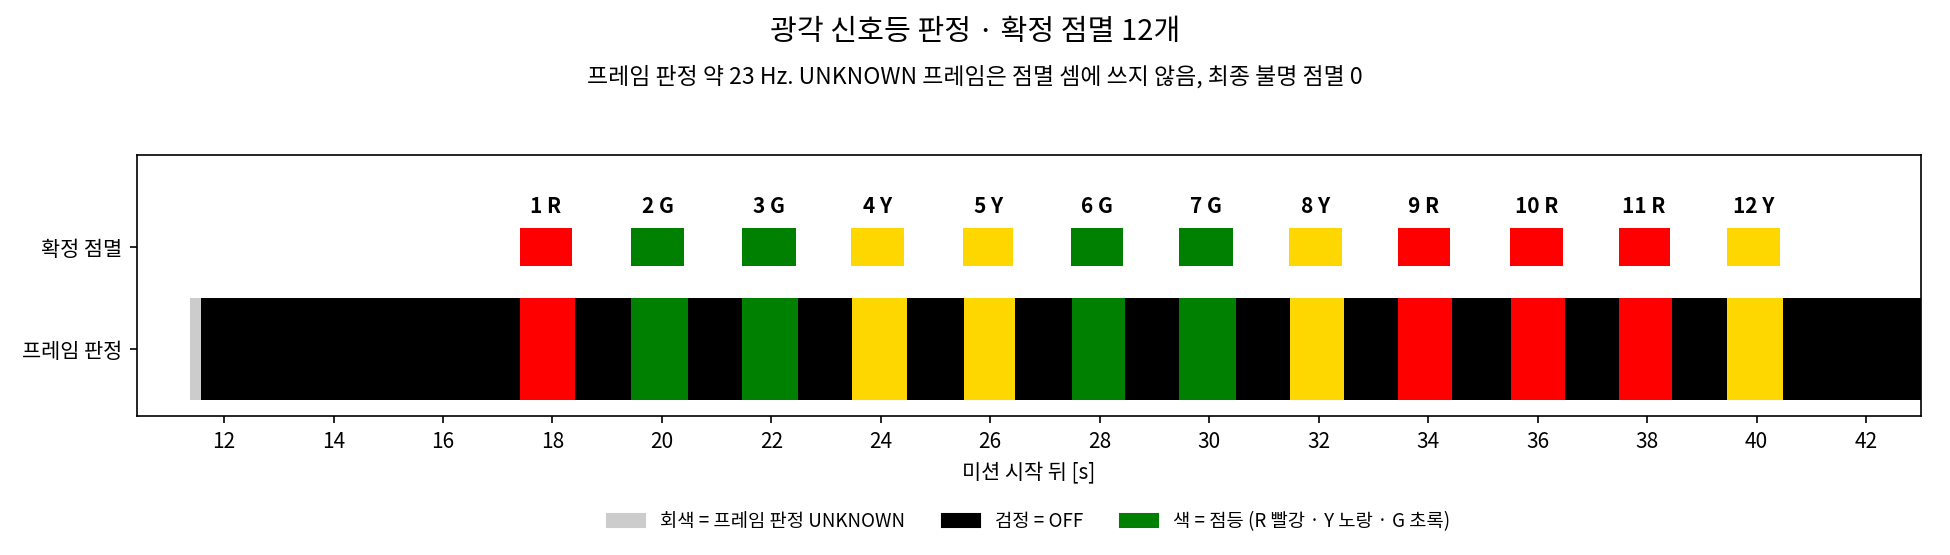 광각 신호등 판정 · 확정 점멸 12개
프레임 판정 약 23 Hz. UNKNOWN 프레임은 점멸 셈에 쓰지 않음, 최종 불명 점멸 0
1 R 2 G 3 G 4 Y 5 Y 6 G 7 G 8 Y 9 R 10 R 11 R 12 Y
확정 점멸
프레임 판정
12 14 16 18 20 22 24 26 28 30 32 34 36 38 40 42
미션 시작 뒤 [s]
회색 = 프레임 판정 UNKNOWN 검정 = OFF 색 = 점등 (R 빨강 · Y 노랑 · G 초록)